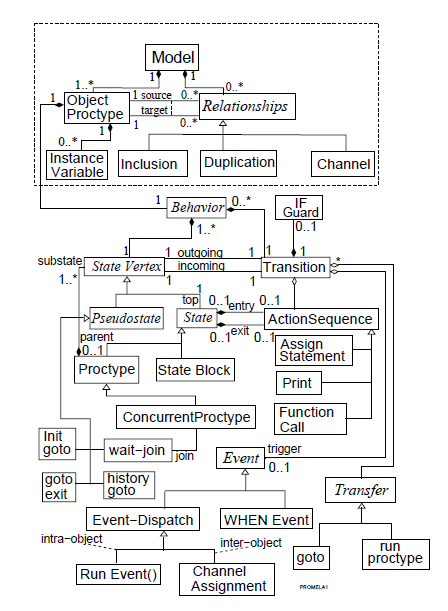 Model
1 1
1..* 0..*
1 Object Proctype
1 source 0..*
Relationships
1 target 0..*
1 1
0..*
Instance Variable
Inclusion
Duplication
Channel
1 Behavior 0..*
IF Guard
1..*
0..1
substate 1 1 outgoing 1 1
State Vertex
Transition *
1..* 1 incoming 1
top 1 0..1 entry 0..1
Pseudostate
State
ActionSequence
parent 0..1 exit 0..1
0..1
Assign Statement
Proctype
State Block
Print
ConcurrentProctype
Function Call
Init goto
wait-join
join
Event
trigger
0..1
goto exit
history goto
Transfer
Event-Dispatch
WHEN Event
intra-object
inter-object
goto
run proctype
Run Event()
Channel Assignment
PROMELA1